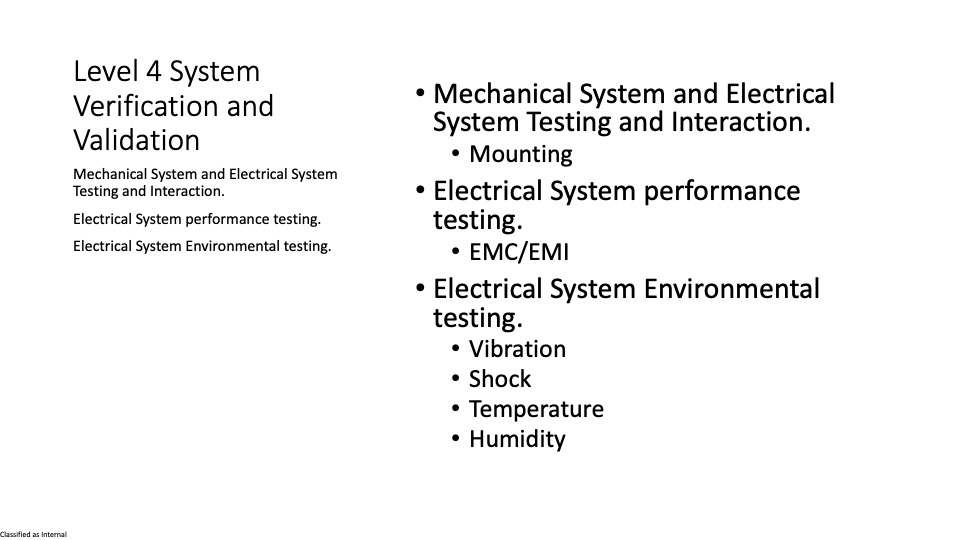 Level 4 System
Verification and
Validation
Mechanical System and Electrical System
Testing and Interaction.
Electrical System performance testing.
Electrical System Environmental testing.
• Mechanical System and Electrical
System Testing and Interaction.
• Mounting
• Electrical System performance
testing.
• EMC/EMI
• Electrical System Environmental
testing.
• Vibration
• Shock
• Temperature
• Humidity
Classified as Internal